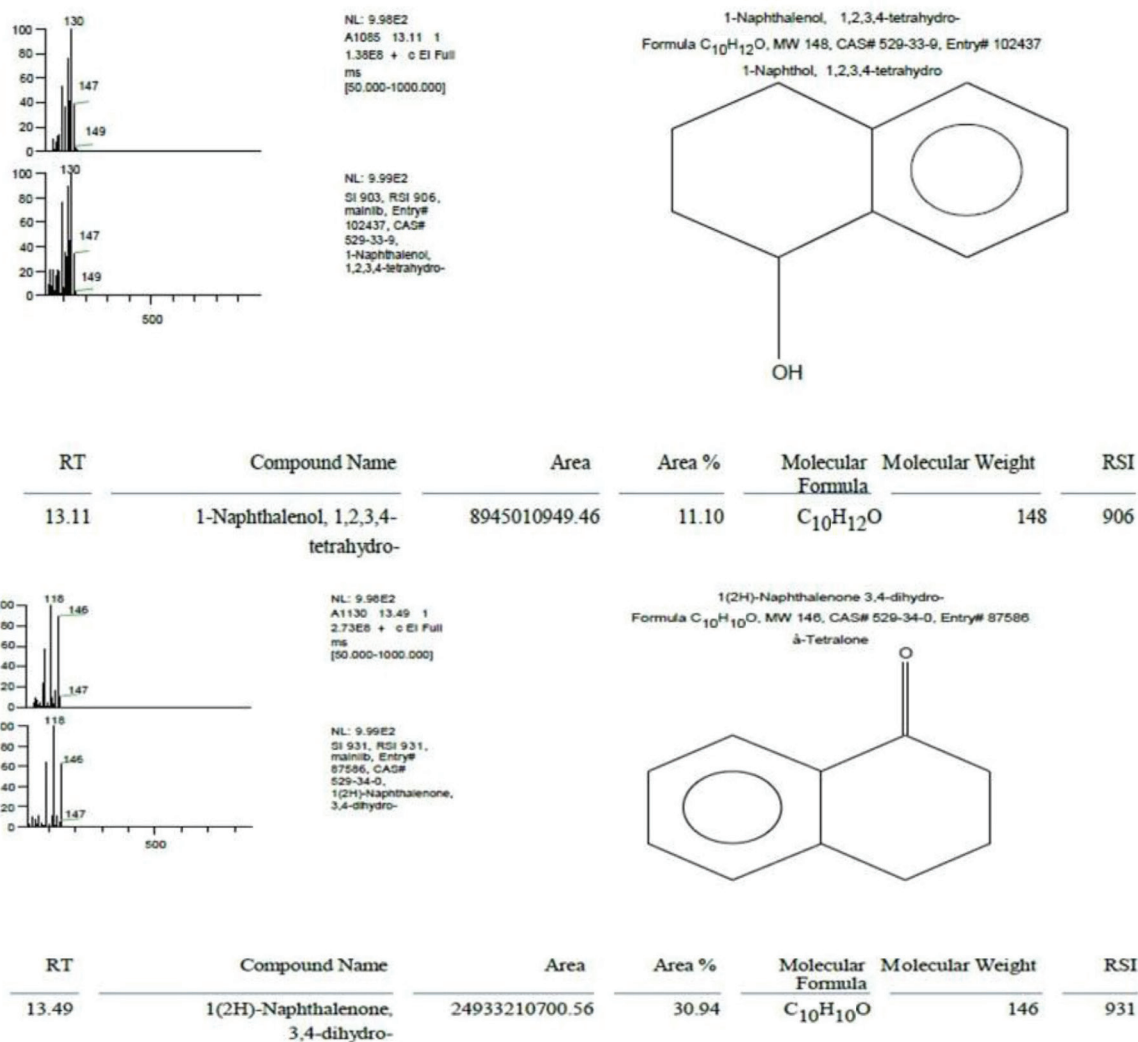 100
80
60
40
20
0
130
147
149
NL: 9.98E2
A1085 13.11 1
1.38E8 + c EI Full
ms
[50.000-1000.000]
100
80
60
40
20
0
130
147
149
500
NL: 9.99E2
SI 903, RSI 906,
mainlib, Entry#
102437, CAS#
529-33-9,
1-Naphthalenol,
1,2,3,4-tetrahydro-
1-Naphthalenol, 1,2,3,4-tetrahydro-
Formula C10H12O, MW 148, CAS# 529-33-9, Entry# 102437
1-Naphthol, 1,2,3,4-tetrahydro
OH
RT Compound Name Area Area % Molecular Formula Molecular Weight RSI
13.11 1-Naphthalenol, 1,2,3,4- 8945010949.46 11.10 C10H12O 148 906
tetrahydro-
00
80
60
40
20
0
118
146
147
NL: 9.98E2
A1130 13.49 1
2.73E8 + c EI Full
ms
[50.000-1000.000]
00
80
60
40
20
0
118
146
147
500
NL: 9.99E2
SI 931, RSI 931,
mainlib, Entry#
87586, CAS#
529-34-0,
1(2H)-Naphthalenone,
3,4-dihydro-
1(2H)-Naphthalenone 3,4-dihydro-
Formula C10H10O, MW 146, CAS# 529-34-0, Entry# 87586
à-Tetralone
O
RT Compound Name Area Area % Molecular Formula Molecular Weight RSI
13.49 1(2H)-Naphthalenone, 24933210700.56 30.94 C10H10O 146 931
3,4-dihydro-